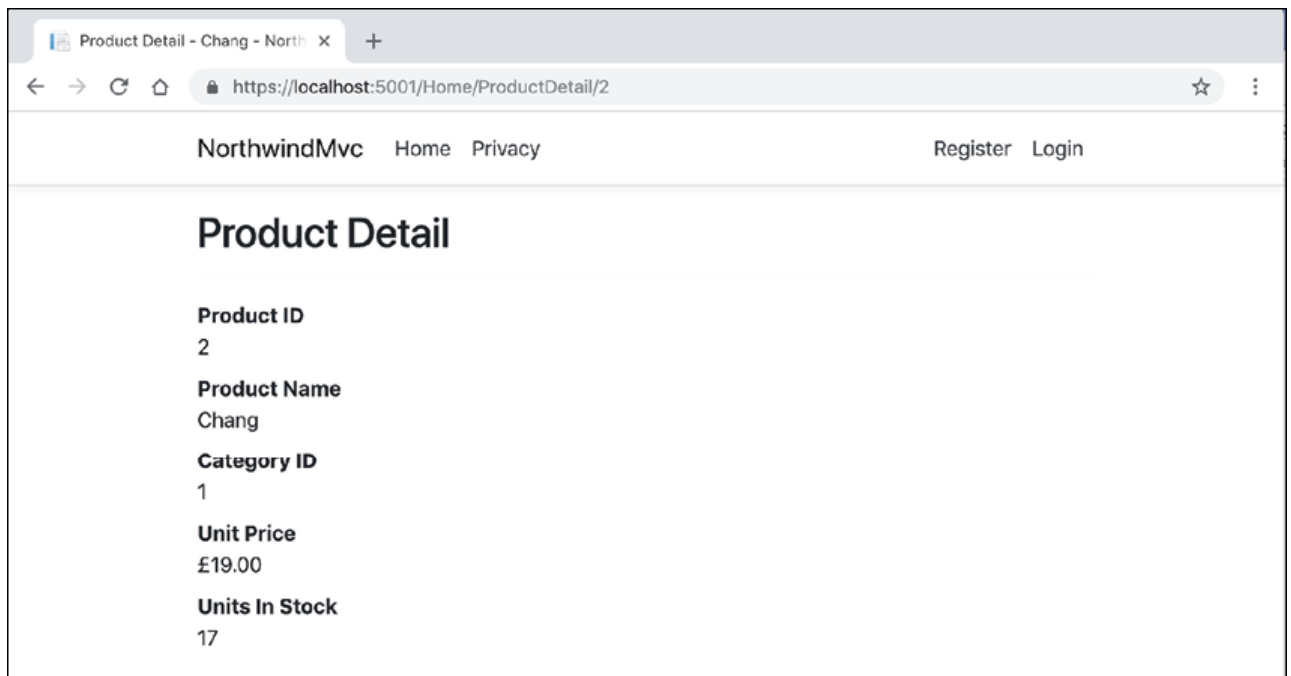 Product Detail - Chang - North
https://localhost:5001/Home/ProductDetail/2
NorthwindMvc Home Privacy Register Login
Product Detail
Product ID
2
Product Name
Chang
Category ID
1
Unit Price
£19.00
Units In Stock
17